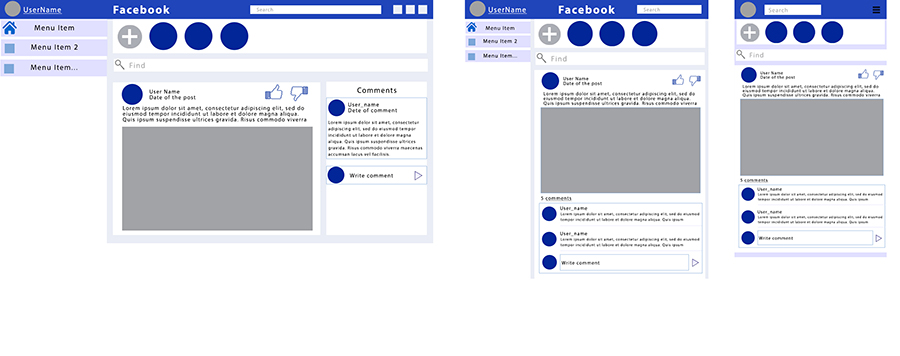 UserName
Facebook
Search
Menu Item
Menu Item 2
Menu Item...
Find
User Name
Date of the post
Lorem ipsum dolor sit amet, consectetur adipiscing elit, sed do
eiusmod tempor incididunt ut labore et dolore magna aliqua.
Quis ipsum suspendisse ultrices gravida. Risus commodo viverra
Comments
User_name
Date of comment
Lorem ipsum dolor sit amet, consectetur
adipiscing elit, sed do eiusmod tempor
incididunt ut labore et dolore magna
aliqua. Quis ipsum suspendisse ultrices
gravida. Risus commodo viverra maecenas
accumsan lacus vel facilisis.
Write comment
UserName
Facebook
Search
Menu Item
Menu Item 2
Menu Item...
Find
User Name
Date of the post
Lorem ipsum dolor sit amet, consectetur adipiscing elit, sed do
eiusmod tempor incididunt ut labore et dolore magna aliqua.
Quis ipsum suspendisse ultrices gravida. Risus commodo viverra
5 comments
User_name
Lorem ipsum dolor sit amet, consectetur adipiscing elit, sed do eiusmod
tempor incididunt ut labore et dolore magna aliqua. Quis ipsum
User_name
Lorem ipsum dolor sit amet, consectetur adipiscing elit, sed do eiusmod
tempor incididunt ut labore et dolore magna aliqua. Quis ipsum
Write comment
Search
Find
User Name
Date of the post
Lorem ipsum dolor sit amet, consectetur adipiscing elit, sed do
eiusmod tempor incididunt ut labore et dolore magna aliqua.
Quis ipsum suspendisse ultrices gravida. Risus commodo viverra
5 comments
User_name
Lorem ipsum dolor sit amet, consectetur adipiscing elit, sed do eiusmod
tempor incididunt ut labore et dolore magna aliqua. Quis ipsum
User_name
Lorem ipsum dolor sit amet, consectetur adipiscing elit, sed do eiusmod
tempor incididunt ut labore et dolore magna aliqua. Quis ipsum
Write comment